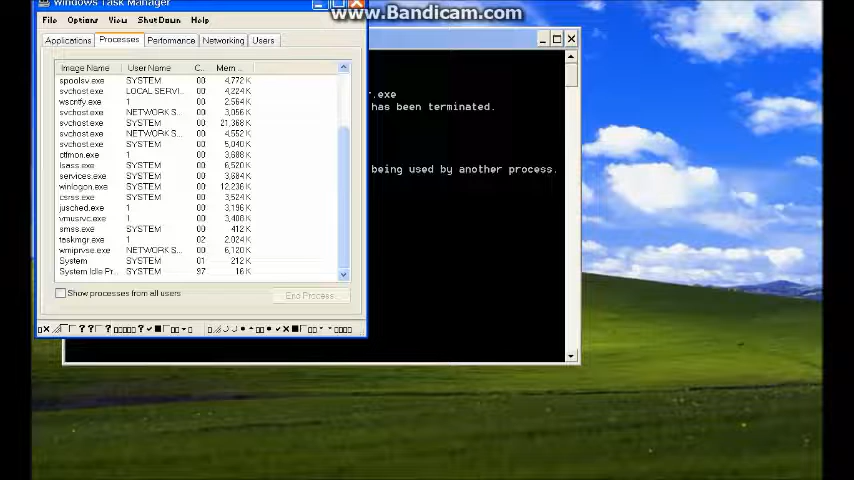 Windows Task Manager
www.Bandicam.com
File Options View Shut Down Help
Applications Processes Performance Networking Users
Image Name User Name C... Mem ...
spoolsv.exe SYSTEM 00 4,772 K
svchost.exe LOCAL SERVI... 00 4,224 K
wscntfy.exe 1 00 2,564 K
svchost.exe NETWORK S... 00 3,056 K
svchost.exe SYSTEM 00 21,368 K
svchost.exe NETWORK S... 00 4,552 K
svchost.exe SYSTEM 00 5,040 K
ctfmon.exe 1 00 3,688 K
lsass.exe SYSTEM 00 6,520 K
services.exe SYSTEM 00 3,684 K
winlogon.exe SYSTEM 00 12,236 K
csrss.exe SYSTEM 00 3,524 K
jusched.exe 1 00 3,196 K
vmusrvc.exe 1 00 3,408 K
smss.exe SYSTEM 00 412 K
taskmgr.exe 1 02 2,024 K
wmiprvse.exe NETWORK S... 00 6,120 K
System SYSTEM 01 212 K
System Idle Pr... SYSTEM 97 16 K
Show processes from all users
End Process
r.exe
has been terminated.
being used by another process.